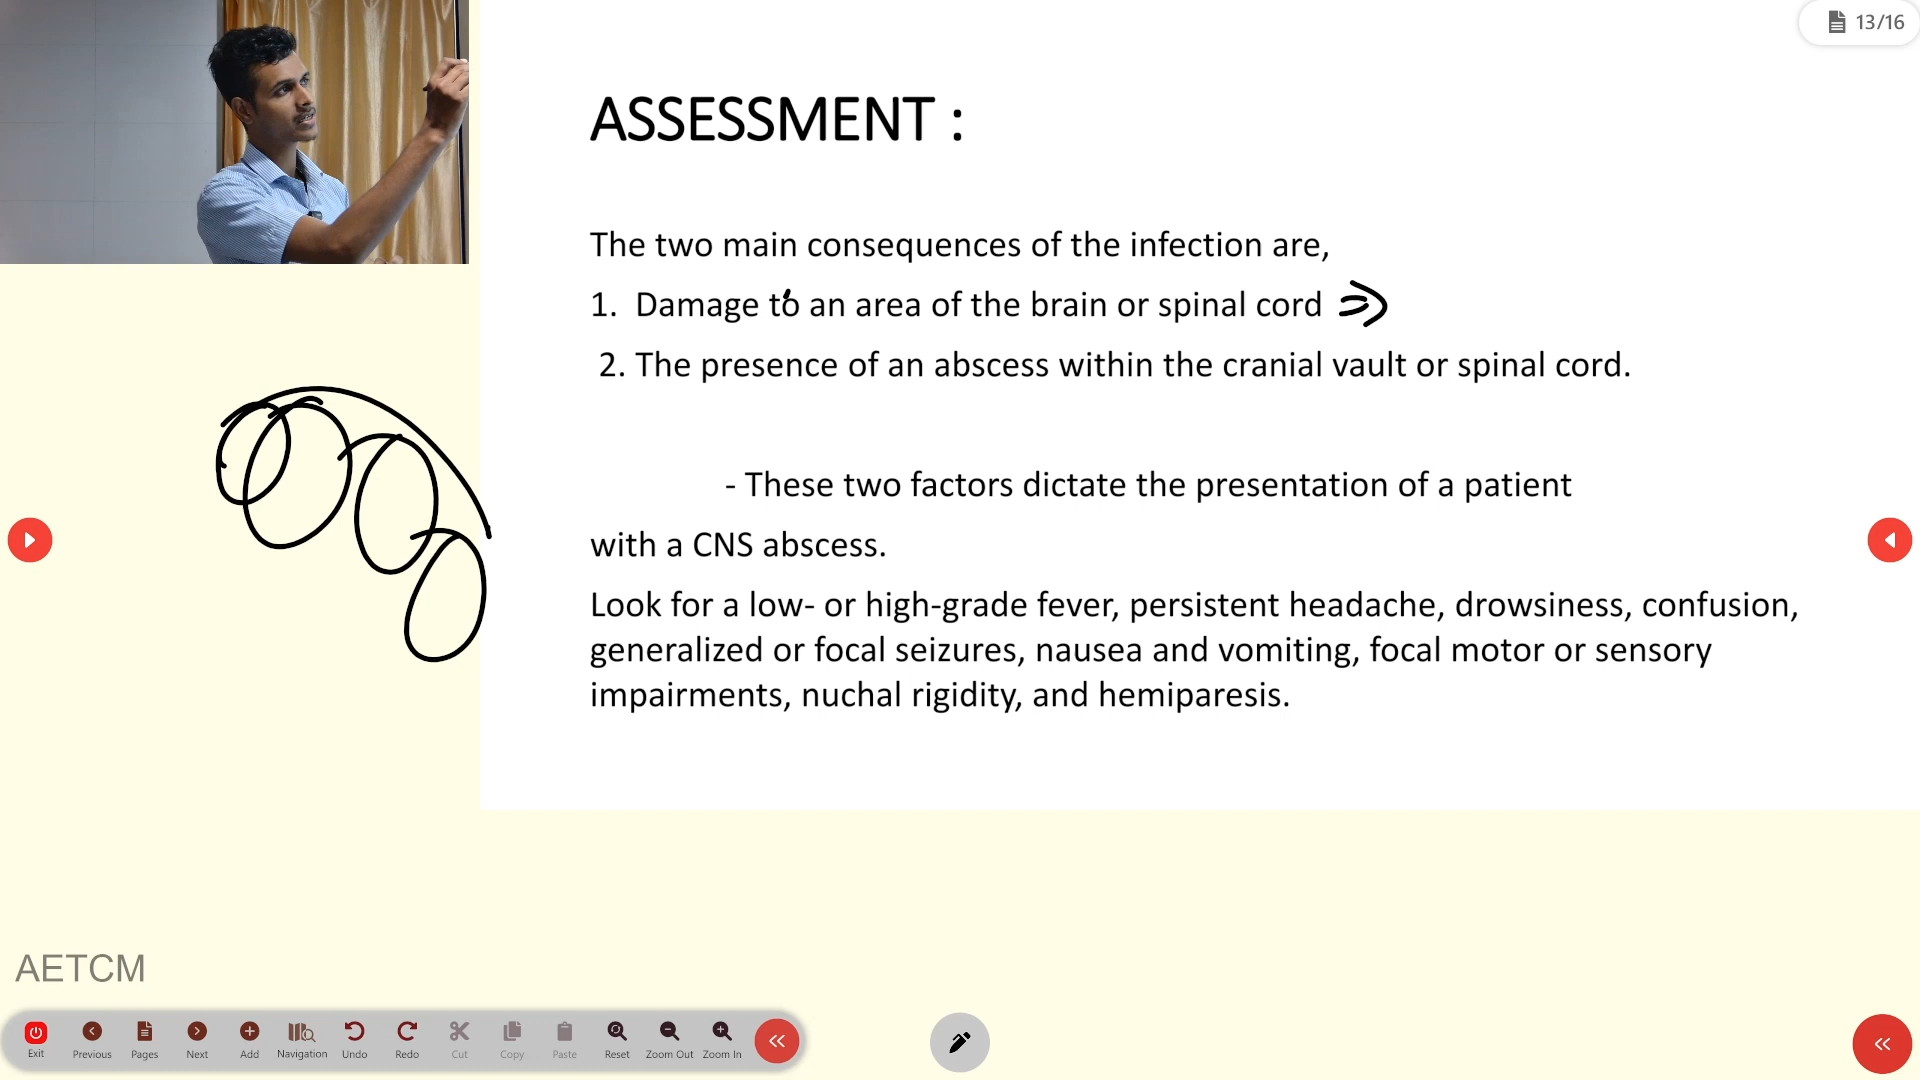 13/16
ASSESSMENT :
The two main consequences of the infection are,
1. Damage to an area of the brain or spinal cord
2. The presence of an abscess within the cranial vault or spinal cord.
- These two factors dictate the presentation of a patient
with a CNS abscess.
Look for a low- or high-grade fever, persistent headache, drowsiness, confusion,
generalized or focal seizures, nausea and vomiting, focal motor or sensory
impairments, nuchal rigidity, and hemiparesis.
AETCM
Exit Previous Pages Next Add Navigation Undo Redo Cut Copy Paste Reset Zoom Out Zoom In